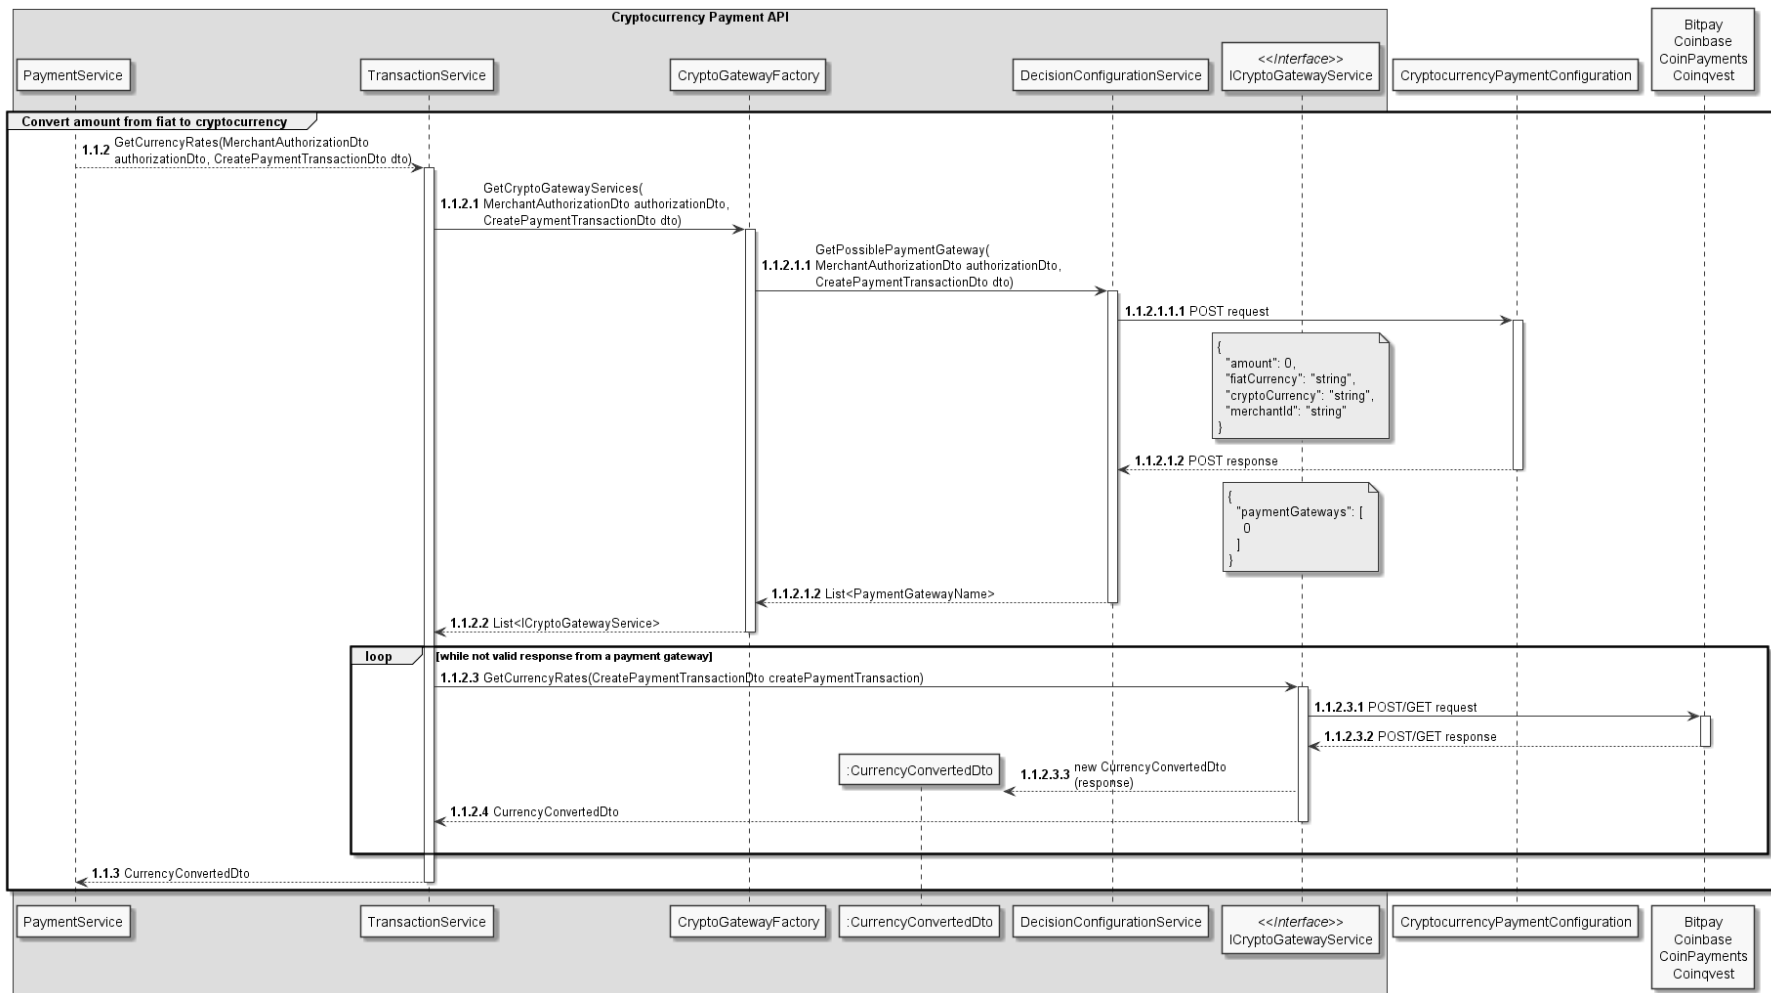 Cryptocurrency Payment API
PaymentService
TransactionService
CryptoGatewayFactory
DecisionConfigurationService
<<Interface>>
ICryptoGatewayService
CryptocurrencyPaymentConfiguration
Bitpay
Coinbase
CoinPayments
Coinqvest
Convert amount from fiat to cryptocurrency
1.1.2 GetCurrencyRates(MerchantAuthorizationDto
authorizationDto, CreatePaymentTransactionDto dto)
1.1.2.1 GetCryptoGatewayServices(
MerchantAuthorizationDto authorizationDto,
CreatePaymentTransactionDto dto)
1.1.2.1.1 GetPossiblePaymentGateway(
MerchantAuthorizationDto authorizationDto,
CreatePaymentTransactionDto dto)
1.1.2.1.1.1 POST request
{
"amount": 0,
"fiatCurrency": "string",
"cryptoCurrency": "string",
"merchantId": "string"
}
1.1.2.1.2 POST response
{
"paymentGateways": [
0
]
}
1.1.2.1.2 List<PaymentGatewayName>
1.1.2.2 List<ICryptoGatewayService>
loop [while not valid response from a payment gateway]
1.1.2.3 GetCurrencyRates(CreatePaymentTransactionDto createPaymentTransaction)
1.1.2.3.1 POST/GET request
1.1.2.3.2 POST/GET response
:CurrencyConvertedDto
1.1.2.3.3 new CurrencyConvertedDto
(response)
1.1.2.4 CurrencyConvertedDto
1.1.3 CurrencyConvertedDto
PaymentService
TransactionService
CryptoGatewayFactory
:CurrencyConvertedDto
DecisionConfigurationService
<<Interface>>
ICryptoGatewayService
CryptocurrencyPaymentConfiguration
Bitpay
Coinbase
CoinPayments
Coinqvest